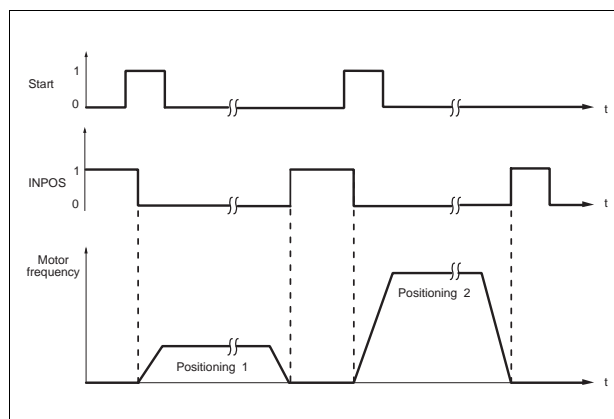 1
Start
0
t
1
INPOS
0
t
Motor
frequency
Positioning 2
Positioning 1
t